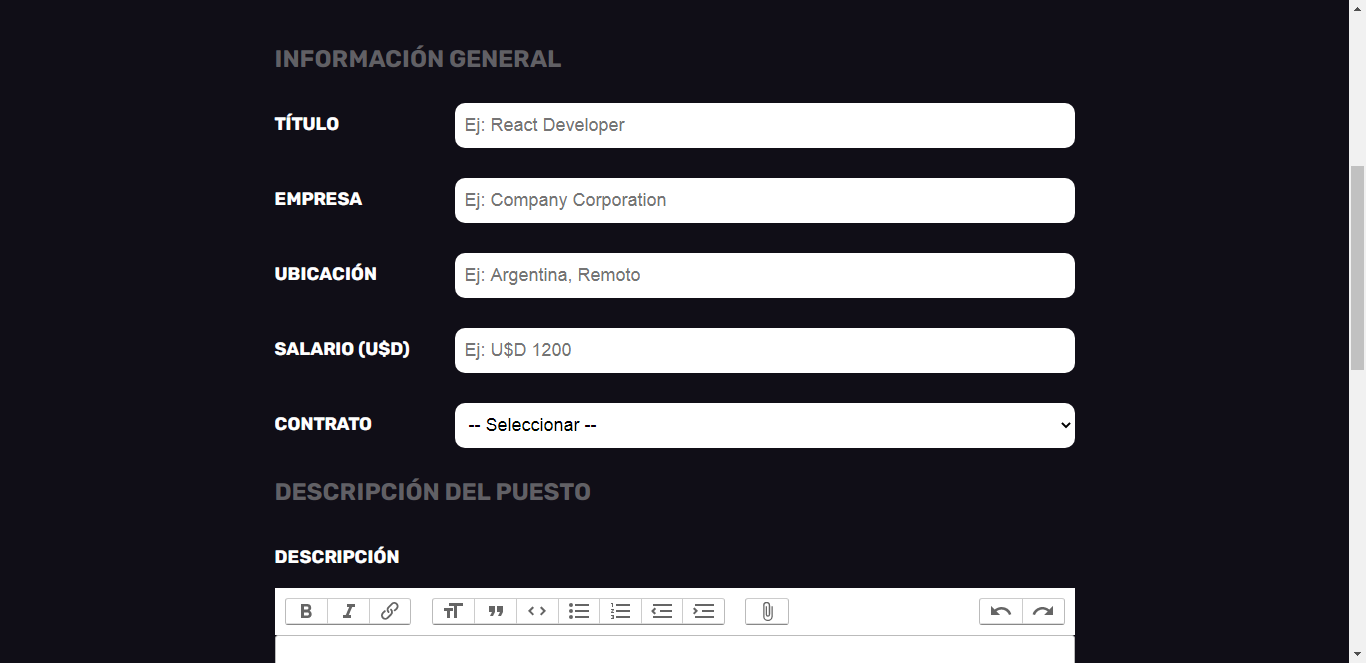 INFORMACIÓN GENERAL
TÍTULO
Ej: React Developer
EMPRESA
Ej: Company Corporation
UBICACIÓN
Ej: Argentina, Remoto
SALARIO (U$D)
Ej: U$D 1200
CONTRATO
-- Seleccionar --
DESCRIPCIÓN DEL PUESTO
DESCRIPCIÓN